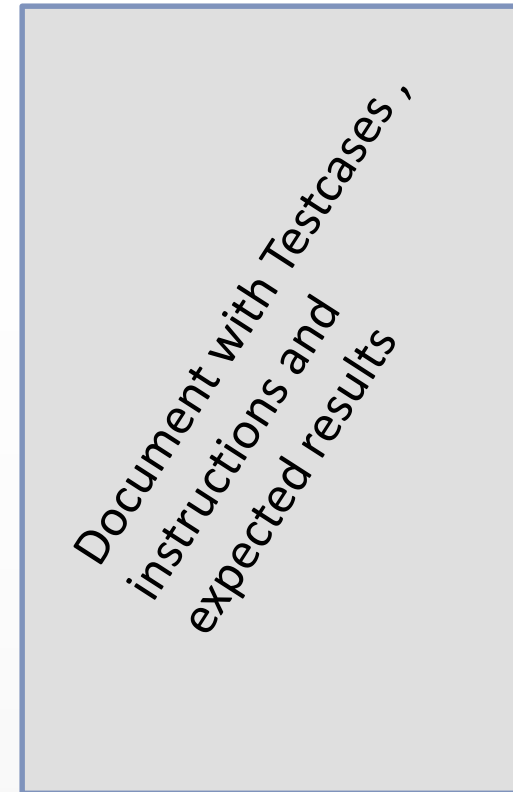 Document with Testcases ,
instructions and
expected results